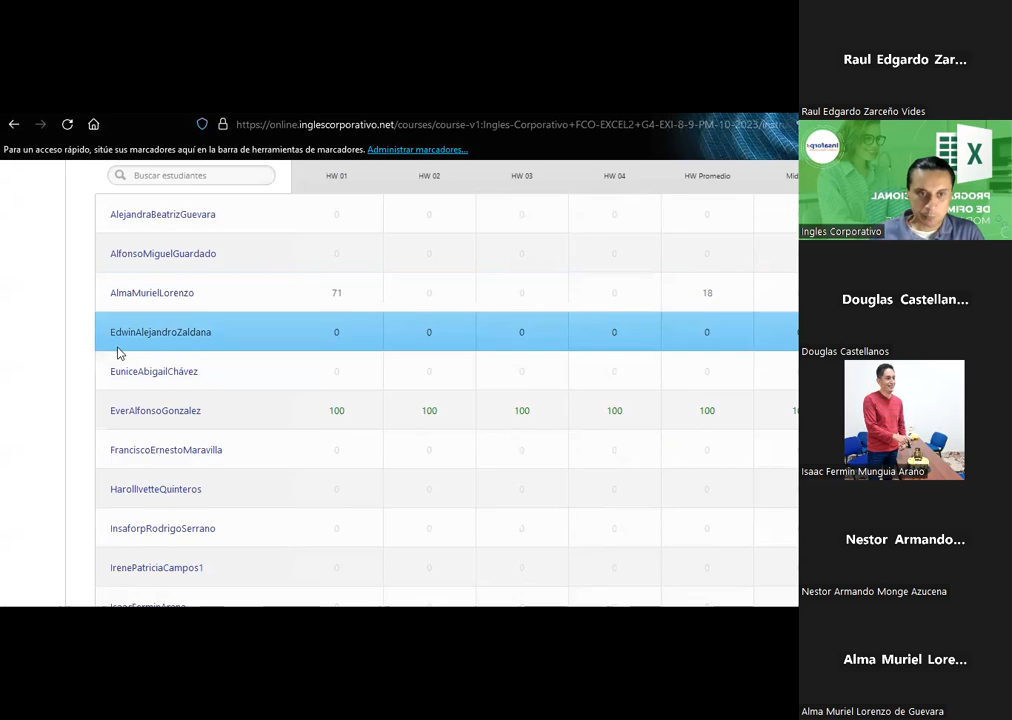 https://online.inglescorporativo.net/courses/course-v1:Ingles-Corporativo+FCO-EXCEL2+G4-EXI-8-9-PM-10-2023/instr
Para un acceso rápido, sitúe sus marcadores aquí en la barra de herramientas de marcadores. Administrar marcadores...
Buscar estudiantes HW 01 HW 02 HW 03 HW 04 HW Promedio Mid
AlejandraBeatrizGuevara 0 0 0 0 0
AlfonsoMiguelGuardado 0 0 0 0 0
AlmaMurielLorenzo 71 0 0 0 18
EdwinAlejandroZaldana 0 0 0 0 0
EuniceAbigailChávez 0 0 0 0 0
EverAlfonsoGonzalez 100 100 100 100 100 10
FranciscoErnestoMaravilla 0 0 0 0 0
HarollIvetteQuinteros 0 0 0 0 0
InsaforpRodrigoSerrano 0 0 0 0 0
IrenePatriciaCampos1 0 0 0 0 0
IsaacFerminArano
Raul Edgardo Zar...
Raul Edgardo Zarceño Vides
Insaforp
X
Ingles Corporativo
Douglas Castellan...
Douglas Castellanos
Isaac Fermin Munguia Arano
Nestor Armando...
Nestor Armando Monge Azucena
Alma Muriel Lore...
Alma Muriel Lorenzo de Guevara